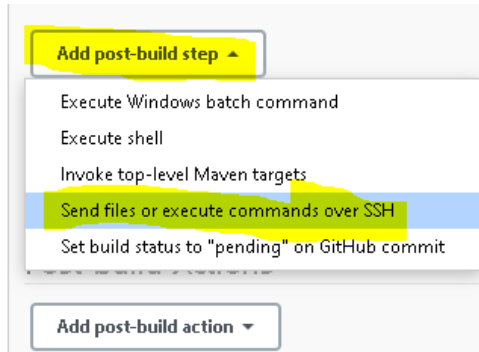 Add post-build step
Execute Windows batch command
Execute shell
Invoke top-level Maven targets
Send files or execute commands over SSH
Set build status to "pending" on GitHub commit
Add post-build action